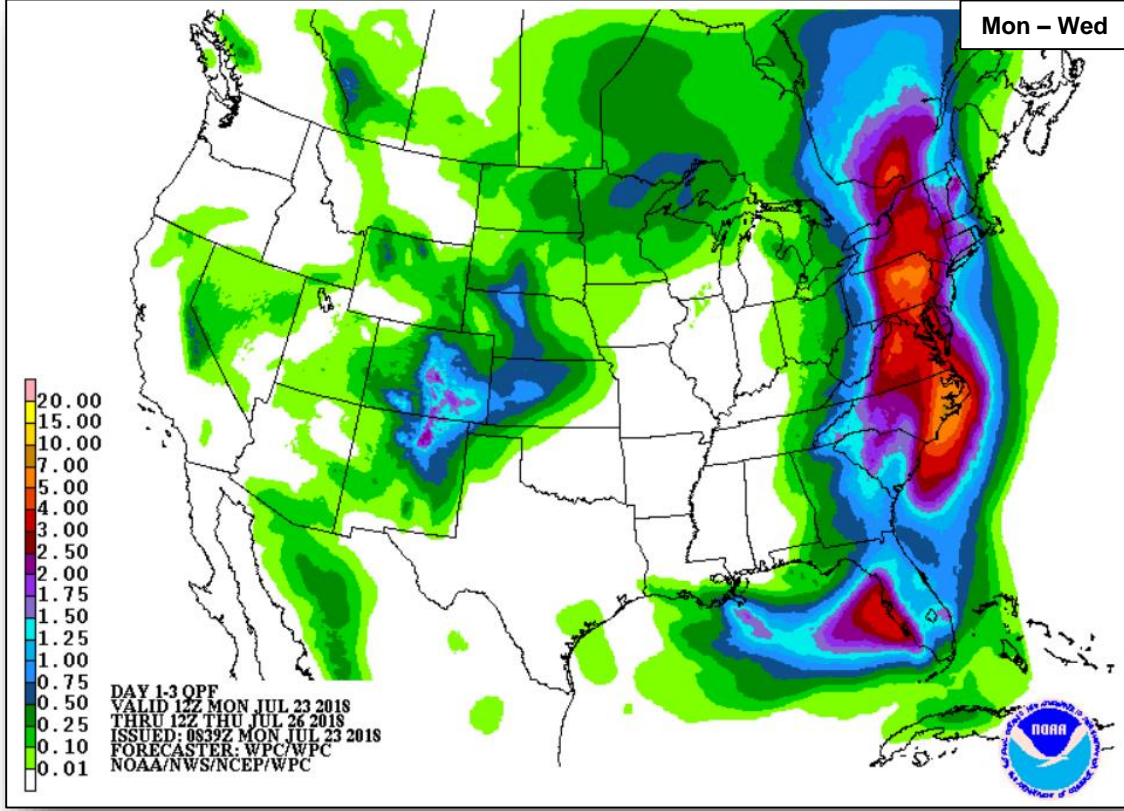 Mon – Wed
20.00
15.00
10.00
7.00
5.00
4.00
3.00
2.50
2.00
1.75
1.50
1.25
1.00
0.75
0.50
0.25
0.10
0.01
DAY 1-3 QPF
VALID 12Z MON JUL 23 2018
THRU 12Z THU JUL 26 2018
ISSUED: 0839Z MON JUL 23 2018
FORECASTER: WPC/WPC
NOAA/NWS/NCEP/WPC
NOAA